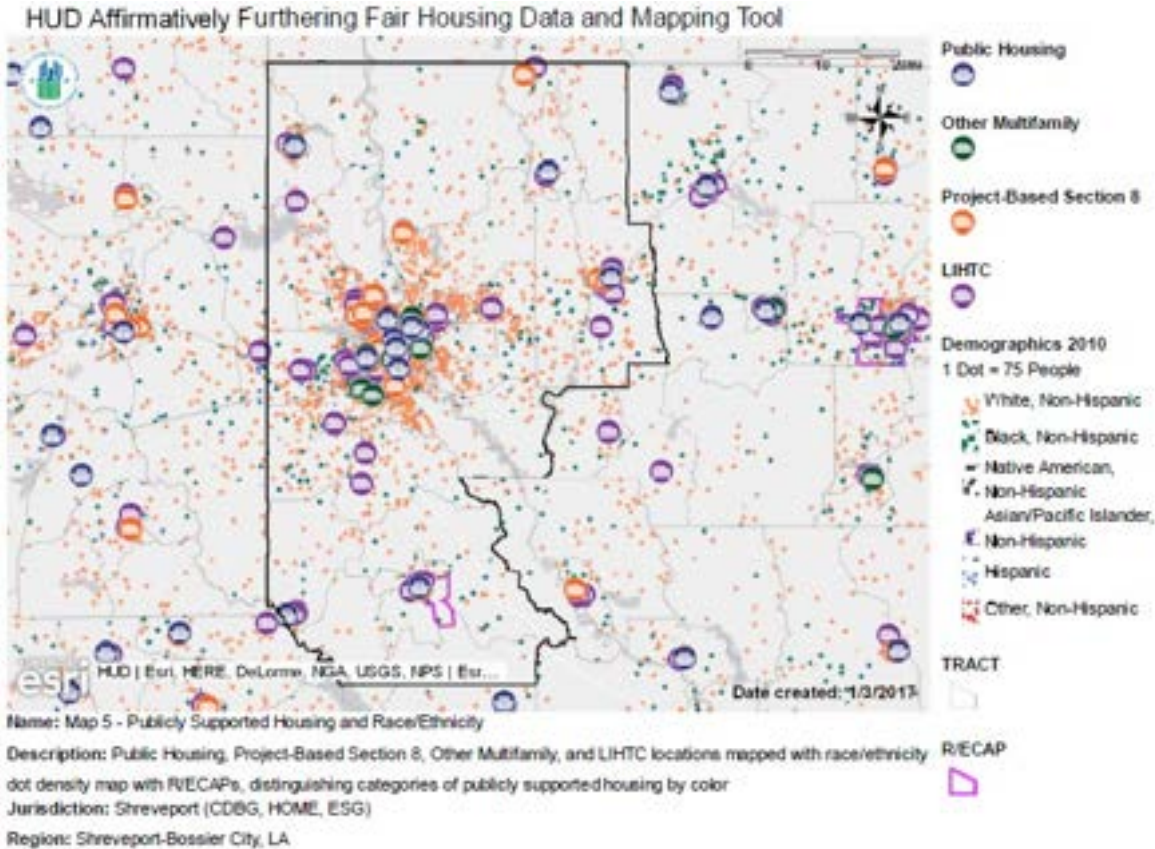 HUD Affirmatively Furthering Fair Housing Data and Mapping Tool
0 10 20mi
Public Housing
Other Multifamily
Project-Based Section 8
LIHTC
Demographics 2010
1 Dot = 75 People
White, Non-Hispanic
Black, Non-Hispanic
Native American,
Non-Hispanic
Asian/Pacific Islander,
Non-Hispanic
Hispanic
Other, Non-Hispanic
TRACT
R/ECAP
esri
HUD | Esri, HERE, DeLorme, NGA, USGS, NPS | Esr...
Date created: 1/3/2017
Name: Map 5 - Publicly Supported Housing and Race/Ethnicity
Description: Public Housing, Project-Based Section 8, Other Multifamily, and LIHTC locations mapped with race/ethnicity
dot density map with R/ECAPs, distinguishing categories of publicly supported housing by color
Jurisdiction: Shreveport (CDBG, HOME, ESG)
Region: Shreveport-Bossier City, LA